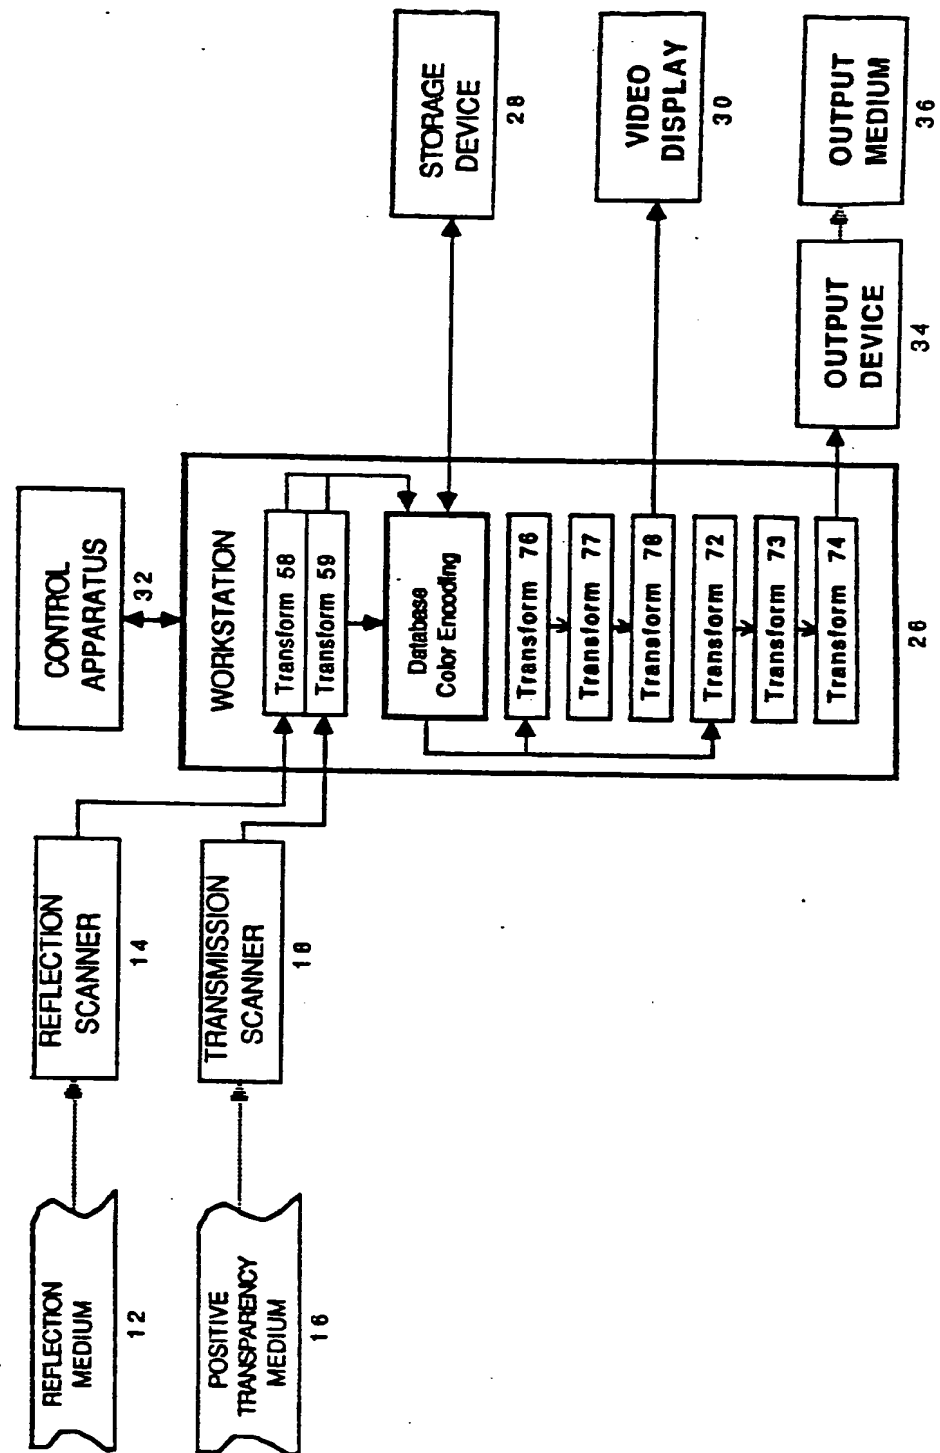 REFLECTION
MEDIUM
12
REFLECTION
SCANNER
14
POSITIVE
TRANSPARENCY
MEDIUM
16
TRANSMISSION
SCANNER
18
CONTROL
APPARATUS
32
WORKSTATION
Transform 58
Transform 59
Database
Color Encoding
Transform 76
Transform 77
Transform 78
Transform 72
Transform 73
Transform 74
26
STORAGE
DEVICE
28
VIDEO
DISPLAY
30
OUTPUT
DEVICE
34
OUTPUT
MEDIUM
36